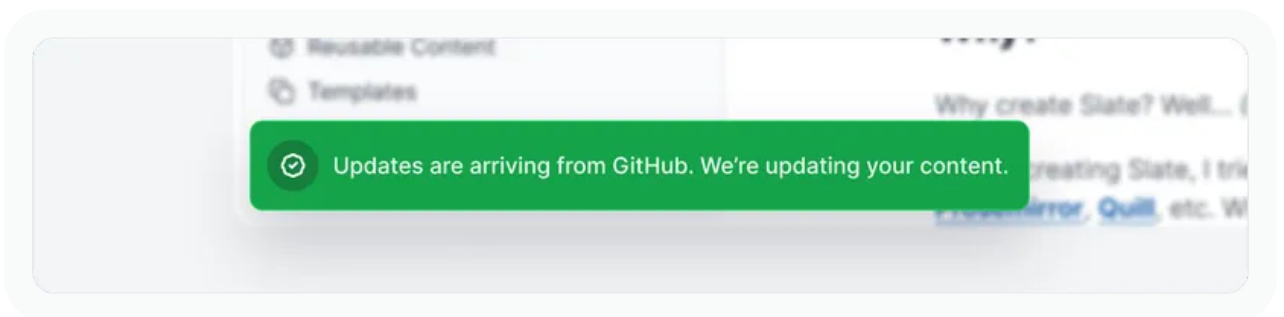 Reusable Content
Templates
Why?
Why create Slate? Well...
Updates are arriving from GitHub. We’re updating your content.
creating Slate, I
Prosemirror, Quill, etc.